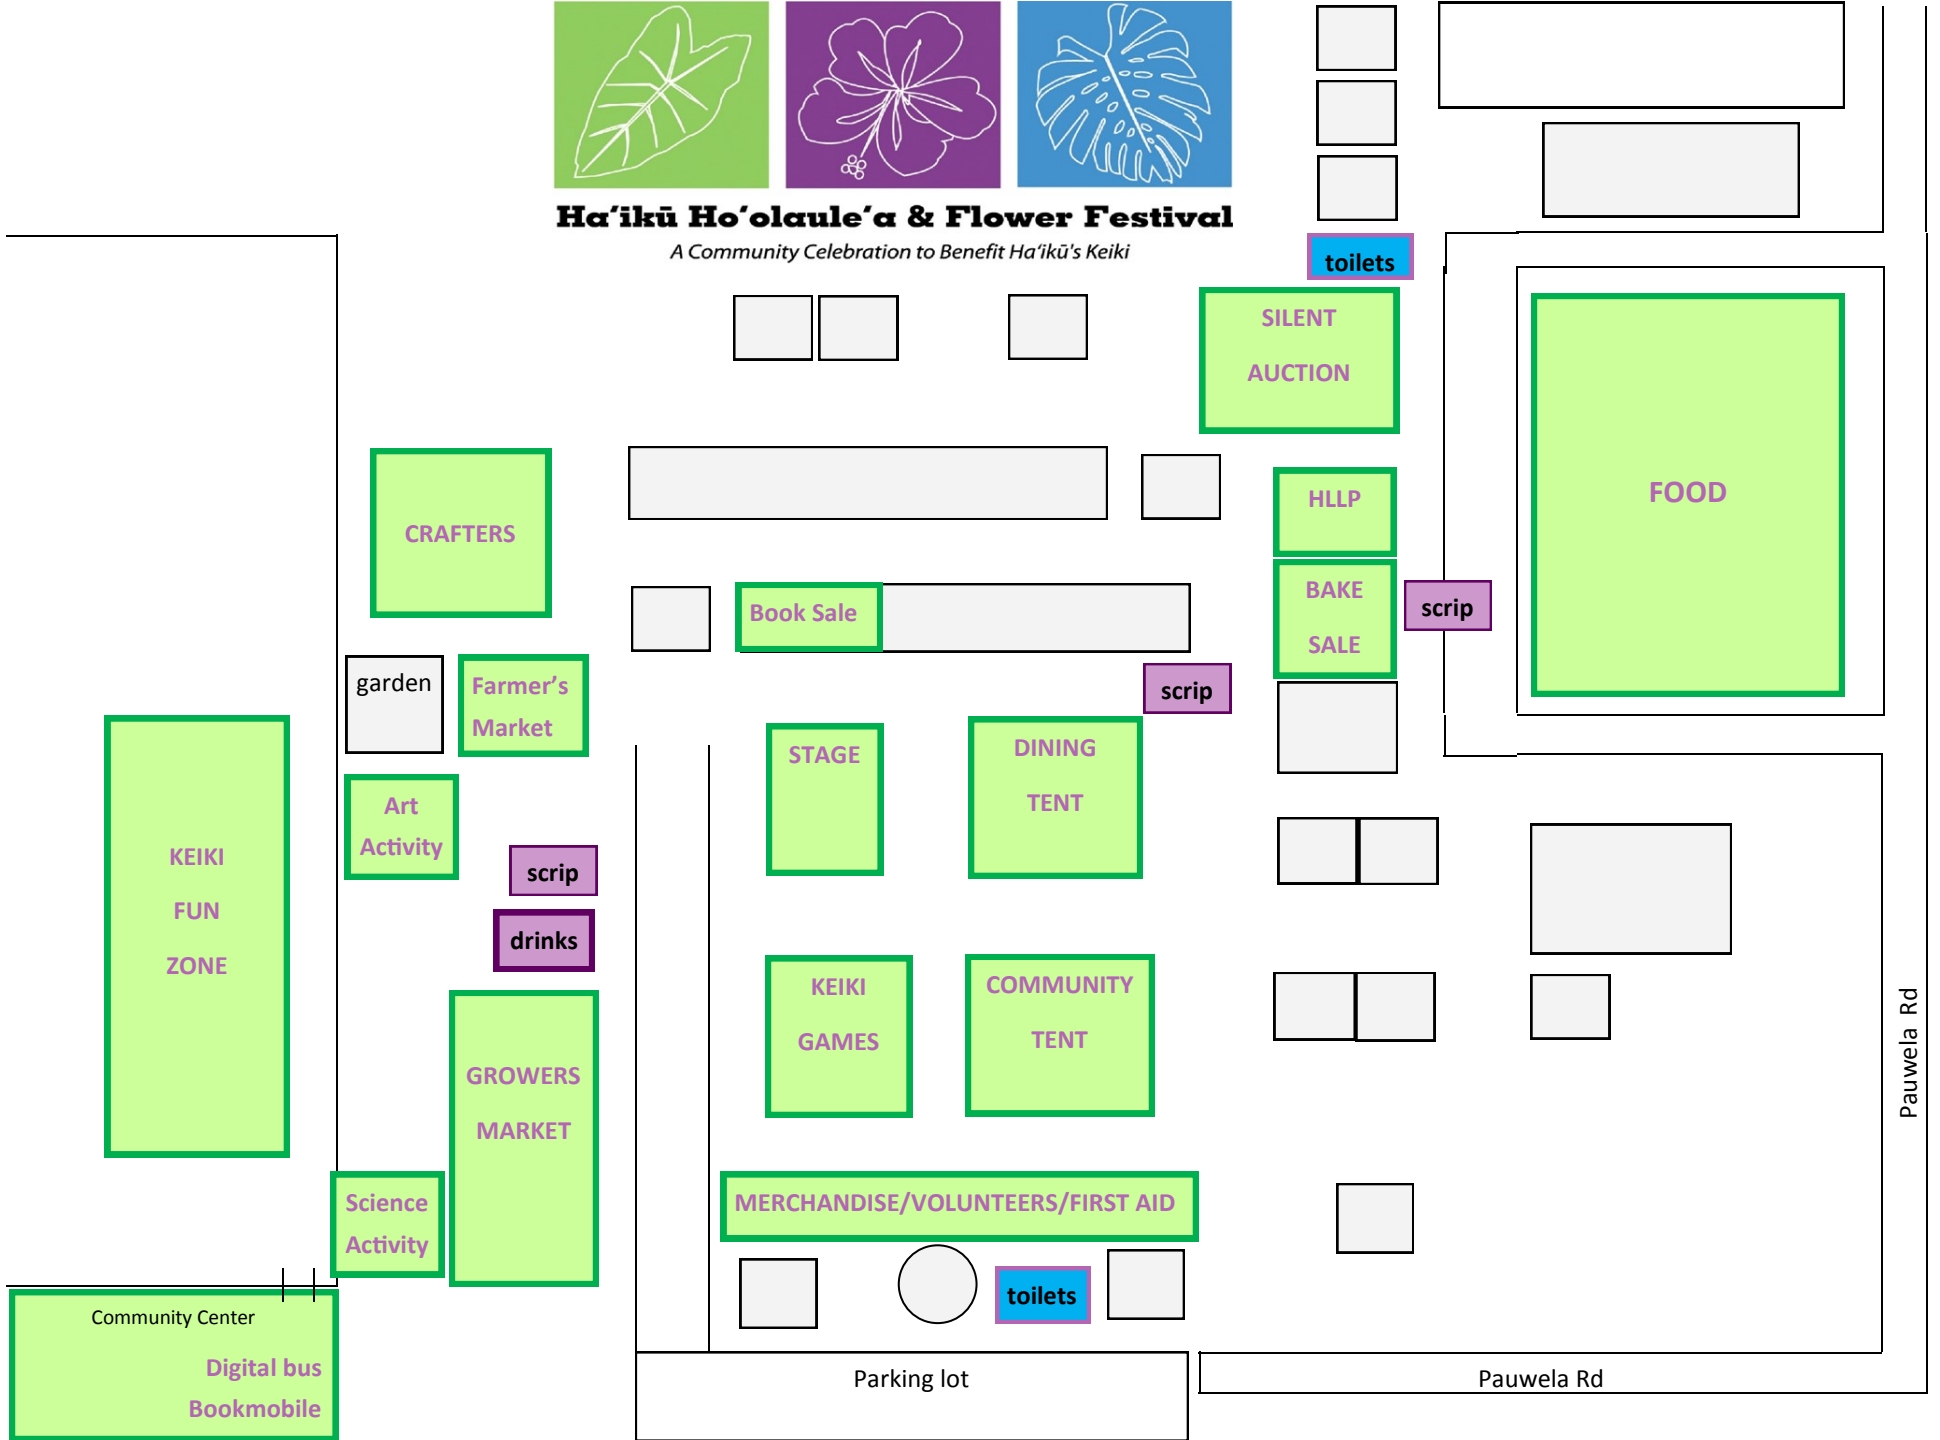 Ha‘ikū Ho‘olaule‘a & Flower Festival
A Community Celebration to Benefit Ha‘ikū's Keiki
toilets
SILENT
AUCTION
FOOD
HLLP
CRAFTERS
BAKE
SALE
scrip
Book Sale
garden
Farmer’s
Market
scrip
STAGE
DINING
TENT
Art
Activity
KEIKI
FUN
ZONE
scrip
drinks
KEIKI
GAMES
COMMUNITY
TENT
GROWERS
MARKET
Pauwela Rd
Science
Activity
MERCHANDISE/VOLUNTEERS/FIRST AID
toilets
Community Center
Digital bus
Bookmobile
Parking lot
Pauwela Rd